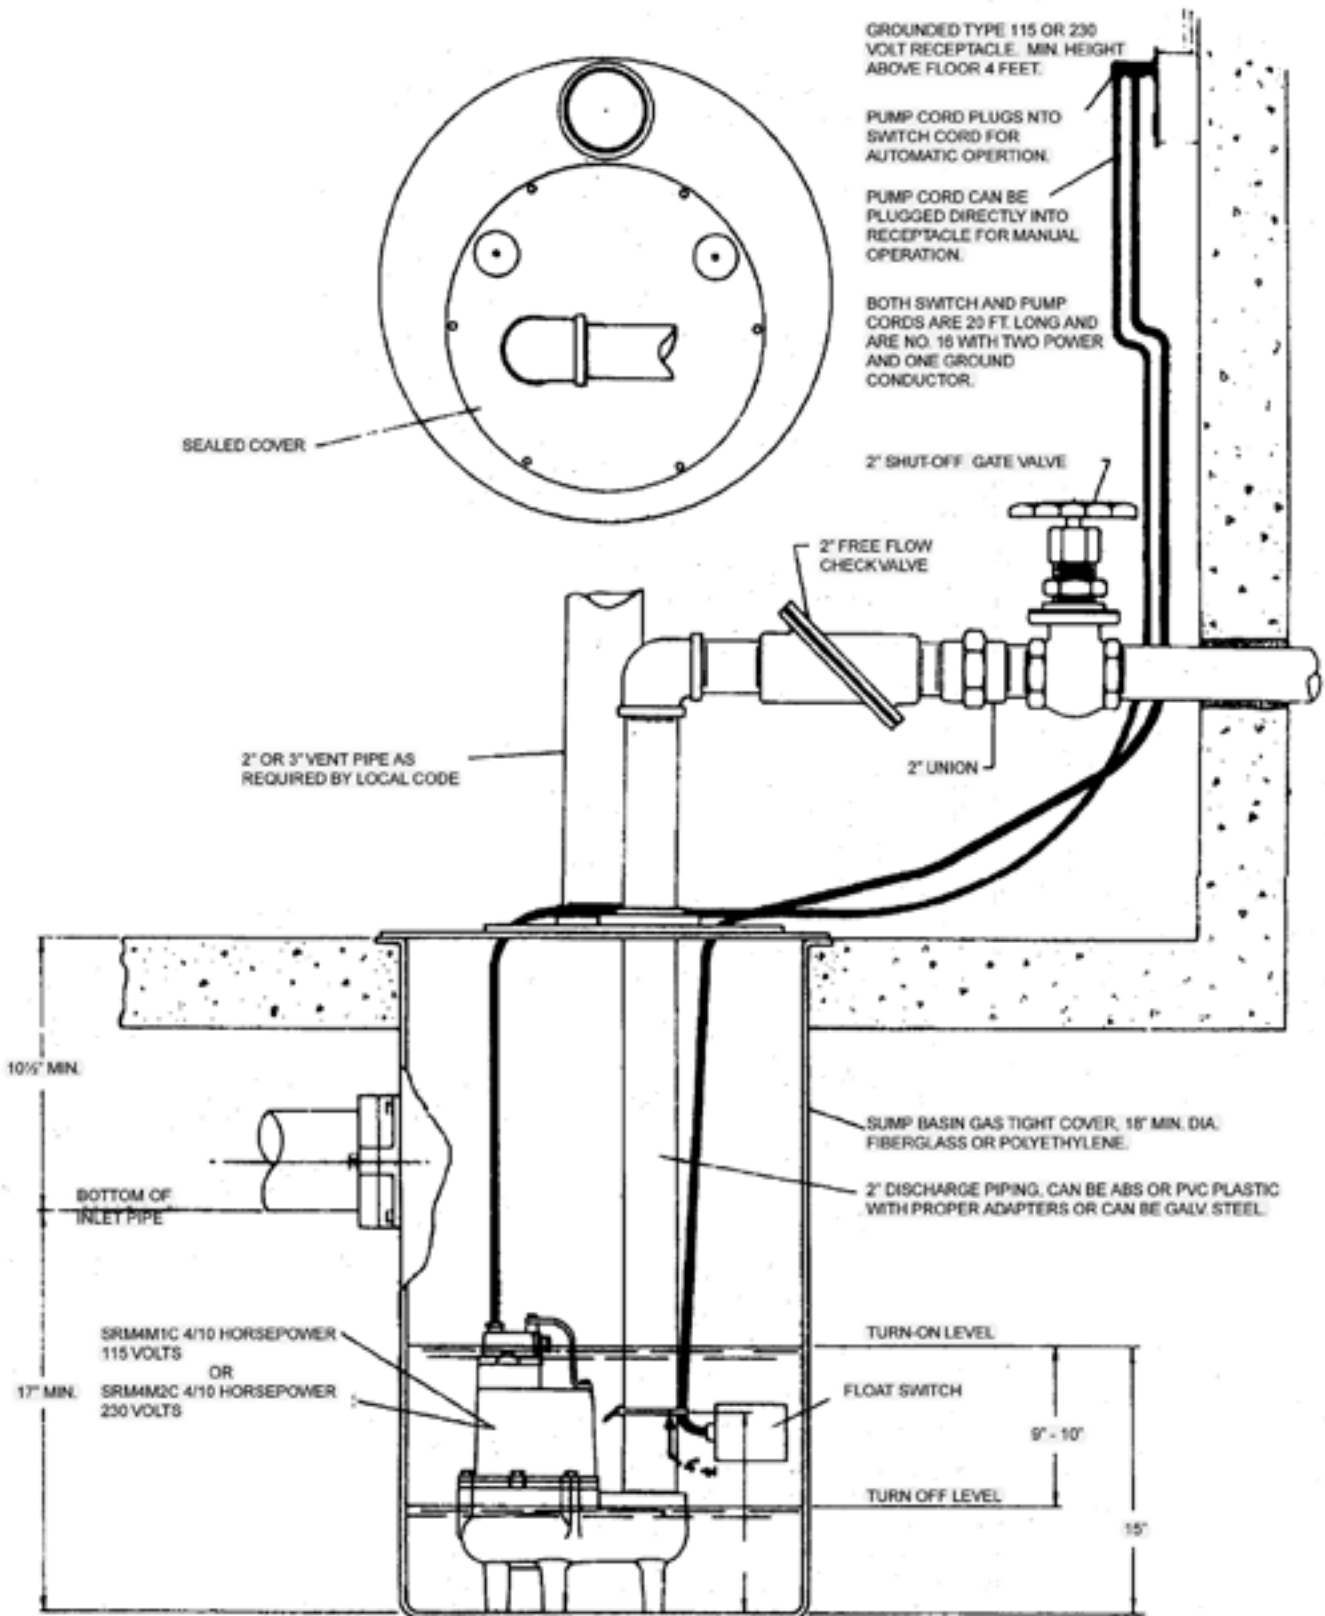 GROUNDED TYPE 115 OR 230
VOLT RECEPTACLE. MIN. HEIGHT
ABOVE FLOOR 4 FEET.
PUMP CORD PLUGS NTO
SWITCH CORD FOR
AUTOMATIC OPERTION.
PUMP CORD CAN BE
PLUGGED DIRECTLY INTO
RECEPTACLE FOR MANUAL
OPERATION.
BOTH SWITCH AND PUMP
CORDS ARE 20 FT. LONG AND
ARE NO. 16 WITH TWO POWER
AND ONE GROUND
CONDUCTOR.
SEALED COVER
2" SHUT-OFF GATE VALVE
2" FREE FLOW
CHECK VALVE
2" OR 3" VENT PIPE AS
REQUIRED BY LOCAL CODE
2" UNION
10½" MIN.
SUMP BASIN GAS TIGHT COVER, 18" MIN. DIA.
FIBERGLASS OR POLYETHYLENE.
2" DISCHARGE PIPING, CAN BE ABS OR PVC PLASTIC
WITH PROPER ADAPTERS OR CAN BE GALV. STEEL.
BOTTOM OF
INLET PIPE
SRM4M1C 4/10 HORSEPOWER
115 VOLTS
OR
SRM4M2C 4/10 HORSEPOWER
230 VOLTS
17" MIN.
TURN-ON LEVEL
FLOAT SWITCH
9" - 10"
TURN OFF LEVEL
15"